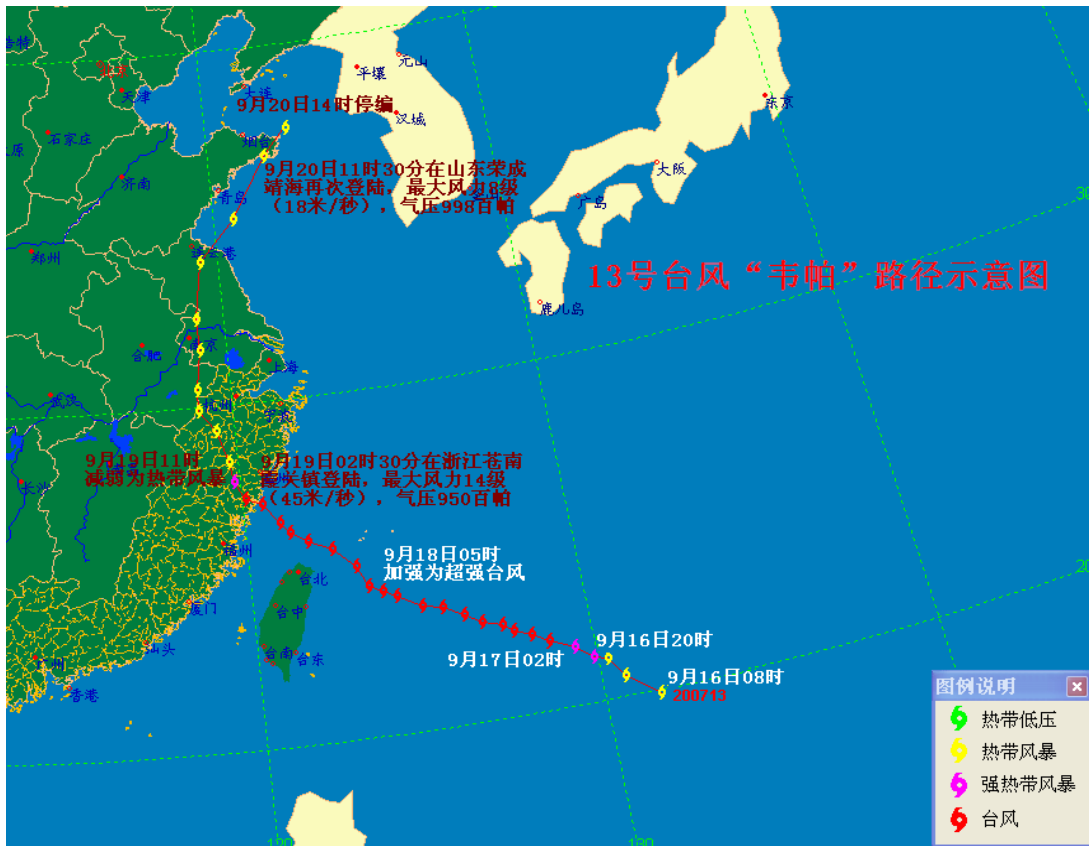 天津
大连
元山
平壤
9月20日14时停编
东京
石家庄
烟台
汉城
9月20日11时30分在山东荣成
靖海再次登陆，最大风力8级
（18米/秒），气压998百帕
大阪
济南
青岛
广岛
30
郑州
13号台风“韦帕”路径示意图
鹿儿岛
合肥
南京
上海
武汉
杭州
9月19日11时
减弱为热带风暴
9月19日02时30分在浙江苍南
霞关镇登陆，最大风力14级
（45米/秒），气压950百帕
长沙
福州
9月18日05时
加强为超强台风
台北
20
厦门
台中
汕头
台南
台东
9月17日02时
9月16日20时
9月16日08时
200713
广州
香港
图例说明
热带低压
热带风暴
强热带风暴
台风
120
130